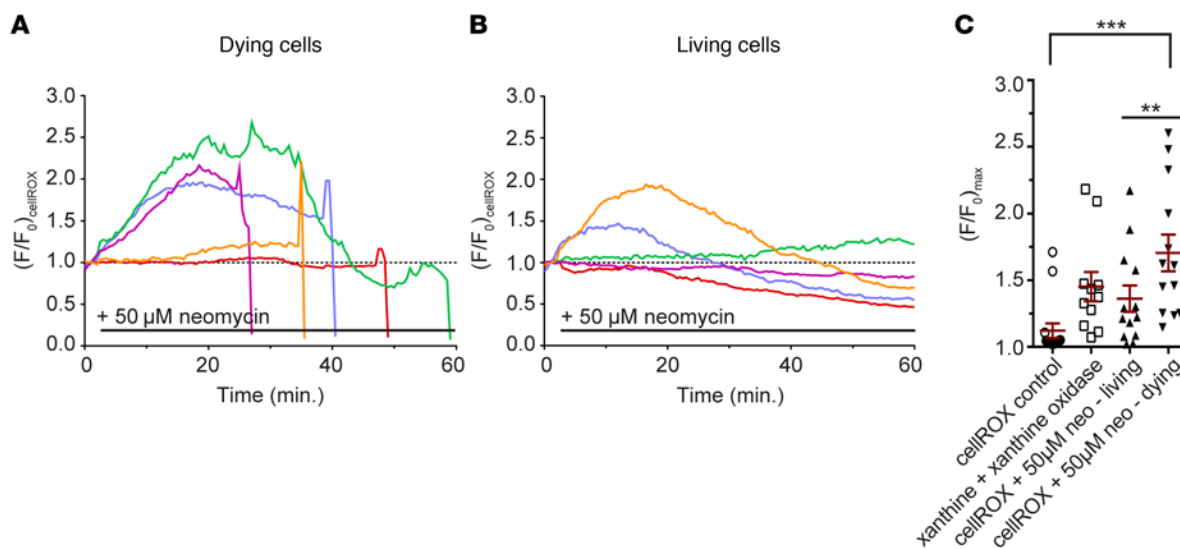 A
Dying cells
(F/F0)cellROX
3.0
2.5
2.0
1.5
1.0
0.5
0.0
+ 50 µM neomycin
0
20
40
60
Time (min.)
B
Living cells
(F/F0)cellROX
3.0
2.5
2.0
1.5
1.0
0.5
0.0
+ 50 µM neomycin
0
20
40
60
Time (min.)
C
***
**
(F/F0)max
3.0
2.5
2.0
1.5
1.0
cellROX control
xanthine + xanthine oxidase
cellROX + 50µM neo - living
cellROX + 50µM neo - dying